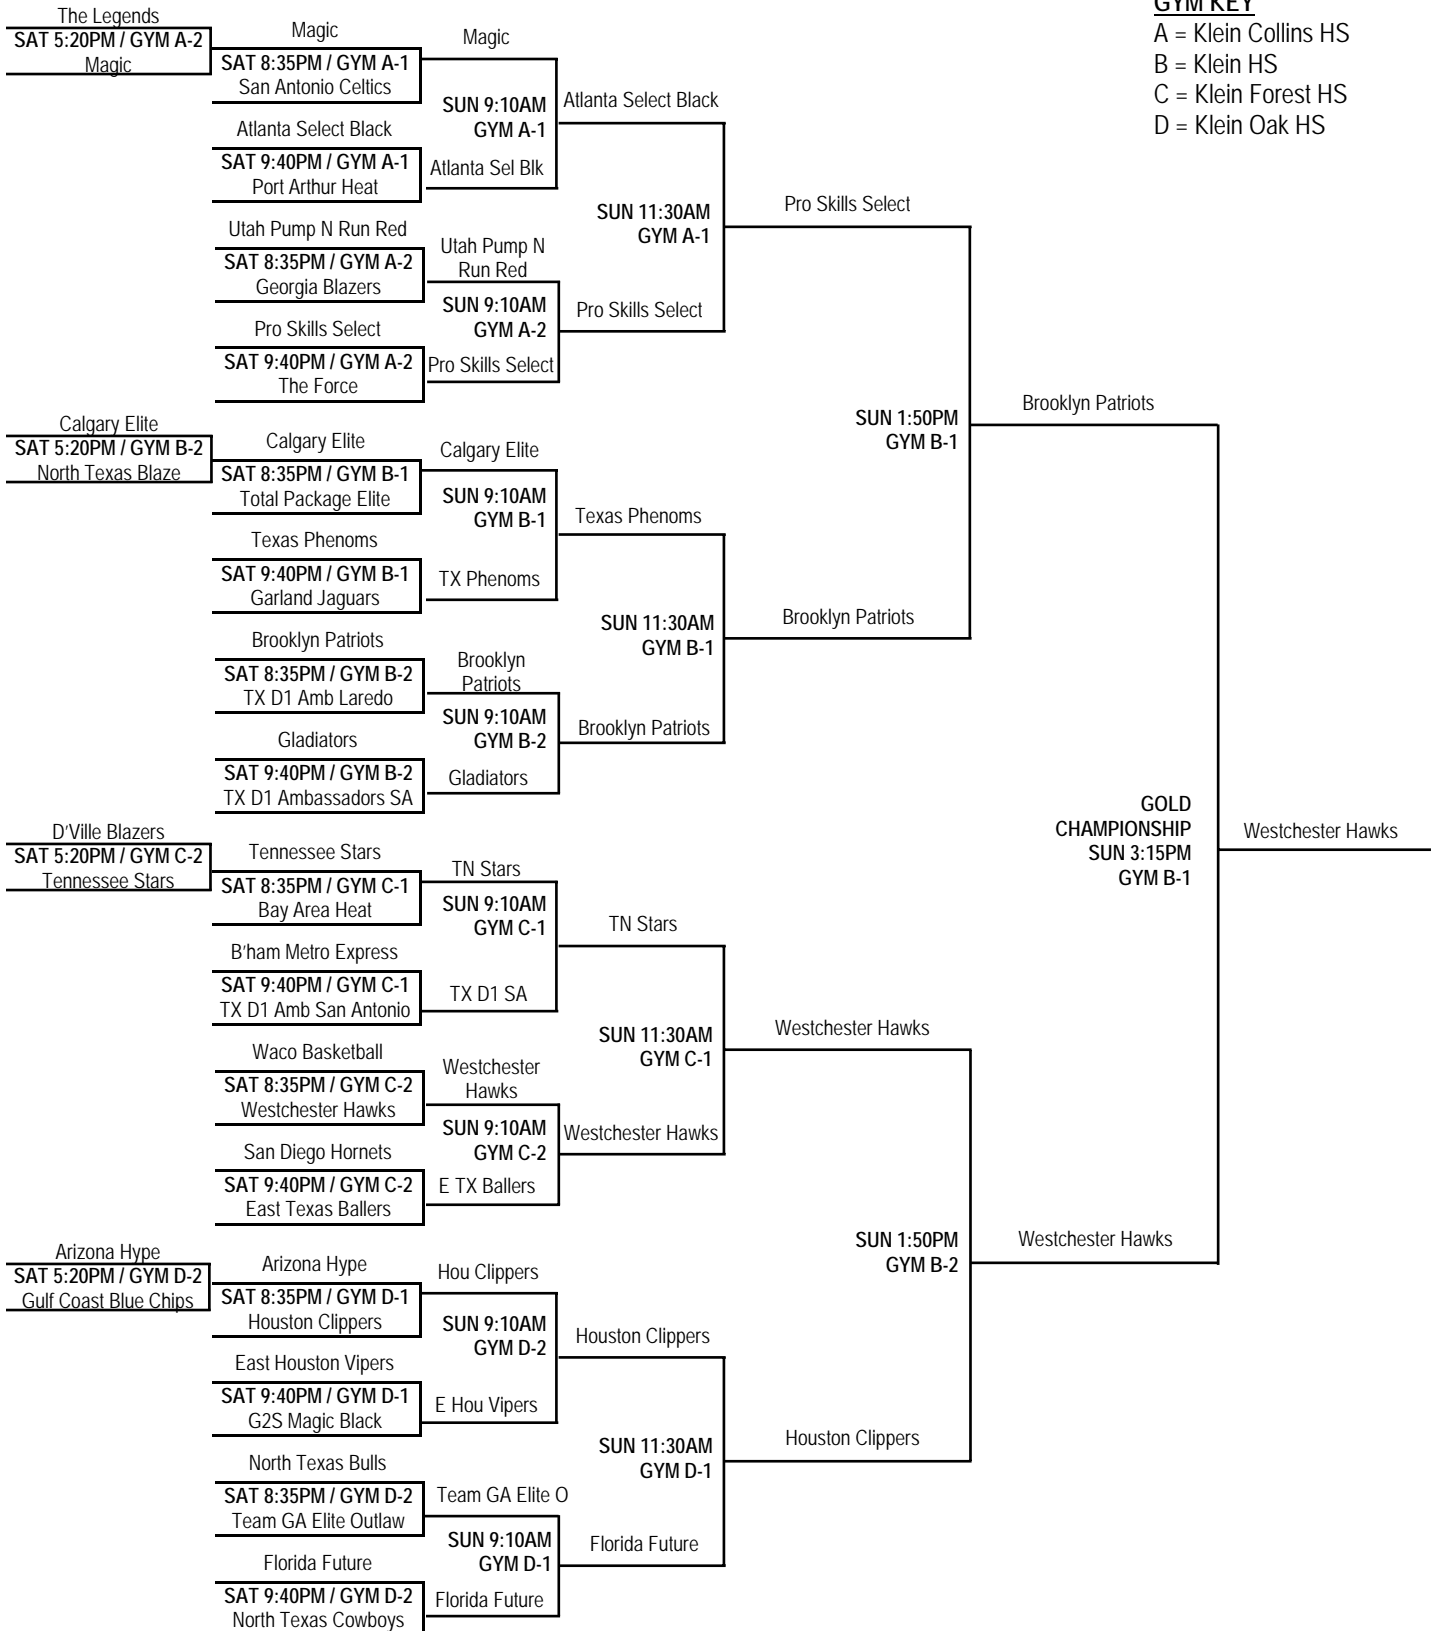 The Legends
SAT 5:20PM / GYM A-2
Magic
Magic
SAT 8:35PM / GYM A-1
San Antonio Celtics
Atlanta Select Black
SAT 9:40PM / GYM A-1
Port Arthur Heat
Utah Pump N Run Red
SAT 8:35PM / GYM A-2
Georgia Blazers
Pro Skills Select
SAT 9:40PM / GYM A-2
The Force
Calgary Elite
SAT 5:20PM / GYM B-2
North Texas Blaze
Calgary Elite
SAT 8:35PM / GYM B-1
Total Package Elite
Texas Phenoms
SAT 9:40PM / GYM B-1
Garland Jaguars
Brooklyn Patriots
SAT 8:35PM / GYM B-2
TX D1 Amb Laredo
Gladiators
SAT 9:40PM / GYM B-2
TX D1 Ambassadors SA
D'Ville Blazers
SAT 5:20PM / GYM C-2
Tennessee Stars
Tennessee Stars
SAT 8:35PM / GYM C-1
Bay Area Heat
B'ham Metro Express
SAT 9:40PM / GYM C-1
TX D1 Amb San Antonio
Waco Basketball
SAT 8:35PM / GYM C-2
Westchester Hawks
San Diego Hornets
SAT 9:40PM / GYM C-2
East Texas Ballers
Arizona Hype
SAT 5:20PM / GYM D-2
Gulf Coast Blue Chips
Arizona Hype
SAT 8:35PM / GYM D-1
Houston Clippers
East Houston Vipers
SAT 9:40PM / GYM D-1
G2S Magic Black
North Texas Bulls
SAT 8:35PM / GYM D-2
Team GA Elite Outlaw
Florida Future
SAT 9:40PM / GYM D-2
North Texas Cowboys
Magic
SUN 9:10AM
GYM A-1
Atlanta Sel Blk
Utah Pump N
Run Red
SUN 9:10AM
GYM A-2
Pro Skills Select
Calgary Elite
SUN 9:10AM
GYM B-1
TX Phenoms
Brooklyn
Patriots
SUN 9:10AM
GYM B-2
Gladiators
TN Stars
SUN 9:10AM
GYM C-1
TX D1 SA
Westchester
Hawks
SUN 9:10AM
GYM C-2
E TX Ballers
Hou Clippers
SUN 9:10AM
GYM D-2
E Hou Vipers
Team GA Elite O
SUN 9:10AM
GYM D-1
Florida Future
Atlanta Select Black
SUN 11:30AM
GYM A-1
Pro Skills Select
Texas Phenoms
SUN 11:30AM
GYM B-1
Brooklyn Patriots
TN Stars
SUN 11:30AM
GYM C-1
Westchester Hawks
Houston Clippers
SUN 11:30AM
GYM D-1
Florida Future
Pro Skills Select
SUN 1:50PM
GYM B-1
Brooklyn Patriots
Westchester Hawks
SUN 1:50PM
GYM B-2
Houston Clippers
Brooklyn Patriots
GOLD
CHAMPIONSHIP
SUN 3:15PM
GYM B-1
Westchester Hawks
Westchester Hawks
GYM KEY
A = Klein Collins HS
B = Klein HS
C = Klein Forest HS
D = Klein Oak HS